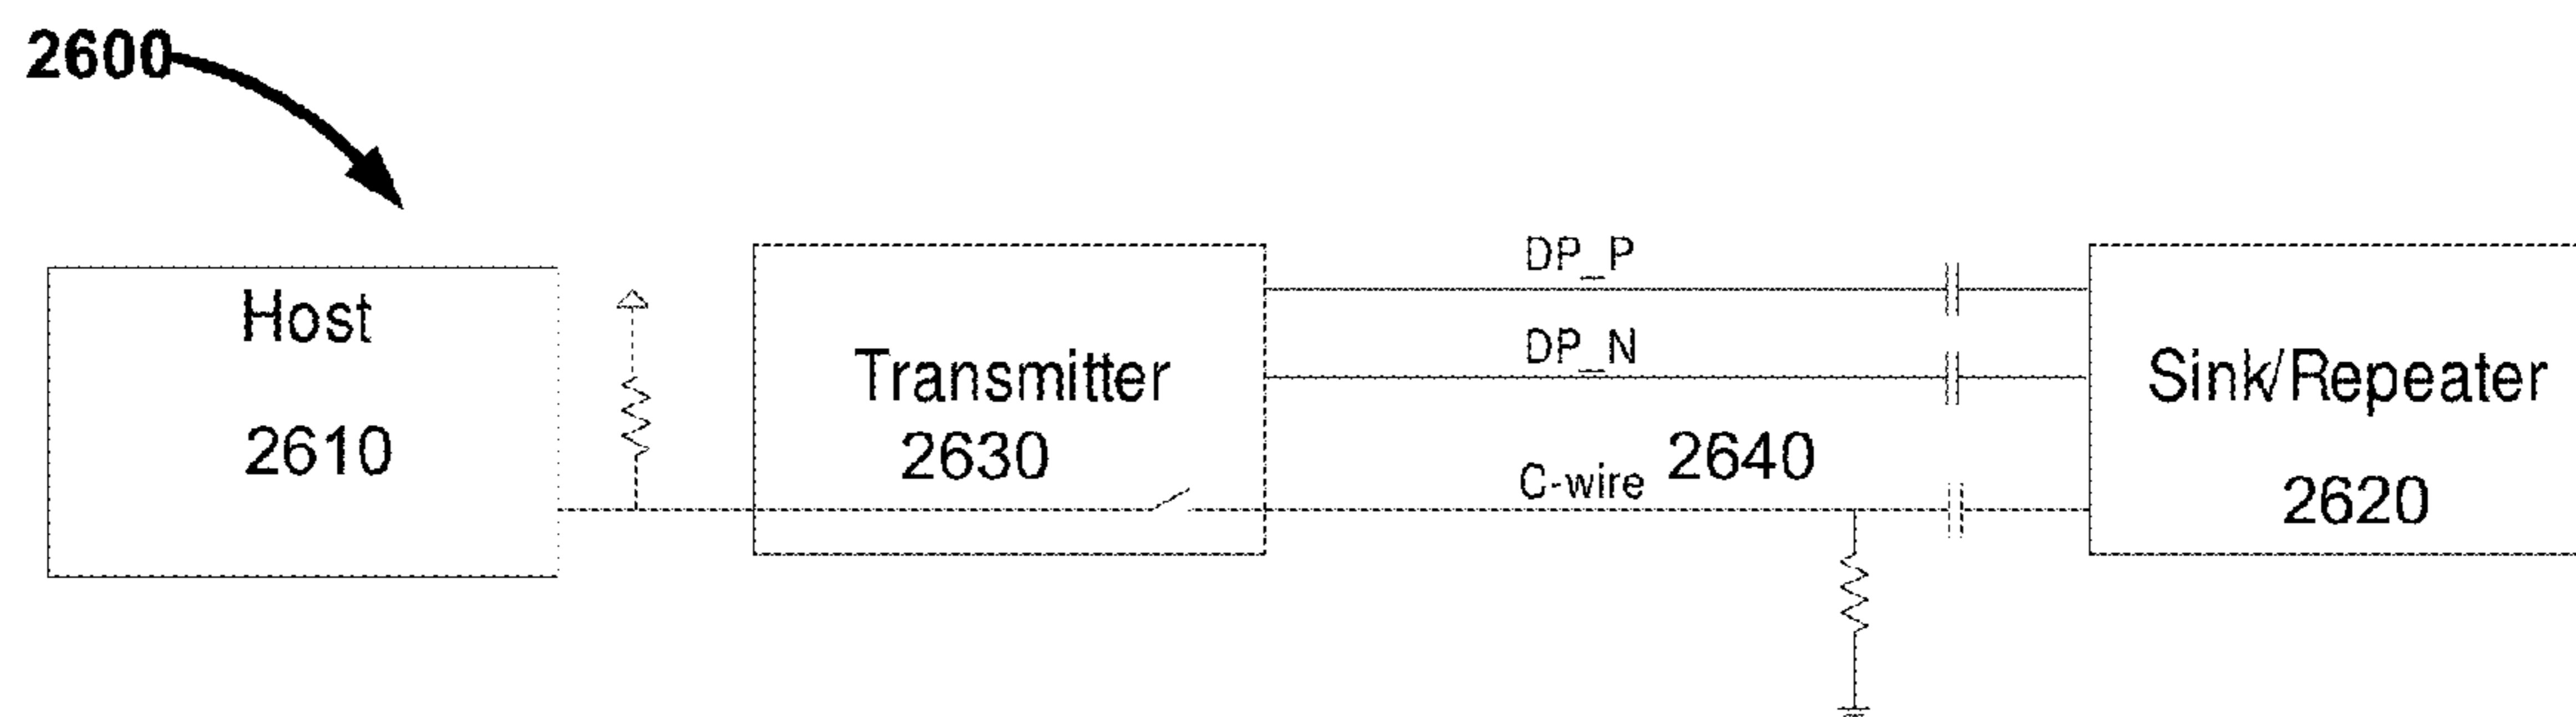 2600
Host
2610
Transmitter
2630
DP_P
DP_N
C-wire 2640
Sink/Repeater
2620